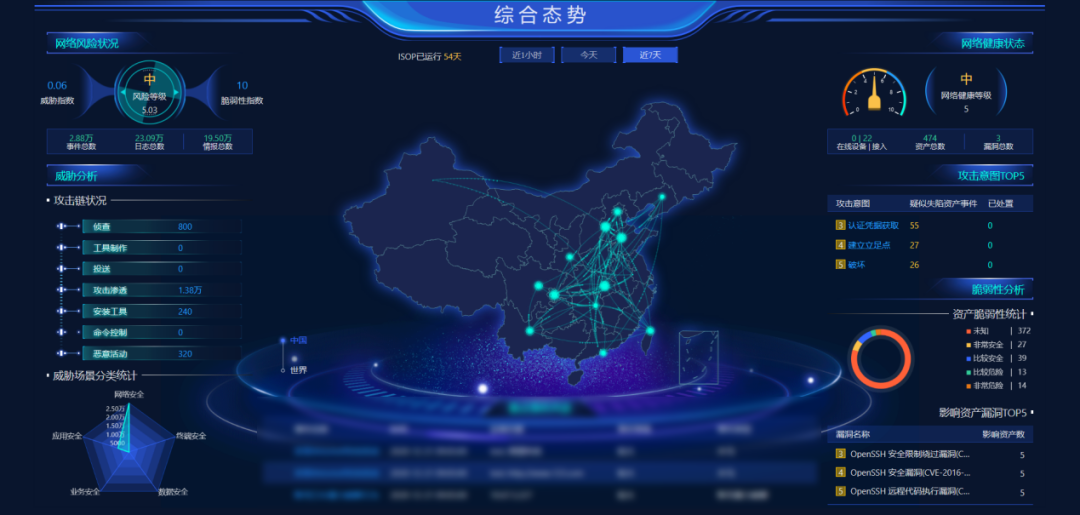 综合态势
ISOP已运行 54天
近1小时 今天 近7天
网络风险状况
0.06
威胁指数
中
风险等级
5.03
10
脆弱性指数
2.88万 23.09万 19.50万
事件总数 日志总数 情报总数
威胁分析
攻击链状况
侦查 800
工具制作 0
投送 0
攻击渗透 1.38万
安装工具 240
命令控制 0
恶意活动 320
威胁场景分类统计
网络安全
2.50万
2.00万
1.50万
1.00万
5000
应用安全 终端安全
业务安全 数据安全
中国
世界
网络健康状态
0 2 4 6 8 10
中
网络健康等级
5
0 | 22 474 3
在线设备 | 接入 资产总数 漏洞总数
攻击意图TOP5
攻击意图 疑似失陷资产事件 已处置
3 认证凭据获取 55 0
4 建立立足点 27 0
5 破坏 26 0
脆弱性分析
资产脆弱性统计
未知 | 372
非常安全 | 27
比较安全 | 39
比较危险 | 13
非常危险 | 14
影响资产漏洞TOP5
漏洞名称 影响资产数
3 OpenSSH 安全限制绕过漏洞(C... 5
4 OpenSSH 安全漏洞(CVE-2016-... 5
5 OpenSSH 远程代码执行漏洞(C... 5